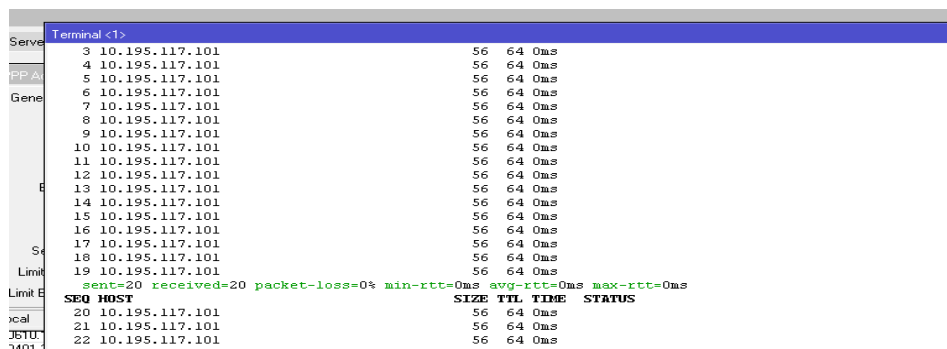 Terminal <1>
Serve
3 10.195.117.101 56 64 0ms
4 10.195.117.101 56 64 0ms
PPP A
5 10.195.117.101 56 64 0ms
Gene
6 10.195.117.101 56 64 0ms
7 10.195.117.101 56 64 0ms
8 10.195.117.101 56 64 0ms
9 10.195.117.101 56 64 0ms
10 10.195.117.101 56 64 0ms
11 10.195.117.101 56 64 0ms
12 10.195.117.101 56 64 0ms
E
13 10.195.117.101 56 64 0ms
14 10.195.117.101 56 64 0ms
15 10.195.117.101 56 64 0ms
16 10.195.117.101 56 64 0ms
17 10.195.117.101 56 64 0ms
Se
18 10.195.117.101 56 64 0ms
Limit
19 10.195.117.101 56 64 0ms
sent=20 received=20 packet-loss=0% min-rtt=0ms avg-rtt=0ms max-rtt=0ms
Limit E
SEQ HOST SIZE TTL TIME STATUS
20 10.195.117.101 56 64 0ms
ocal
21 10.195.117.101 56 64 0ms
22 10.195.117.101 56 64 0ms